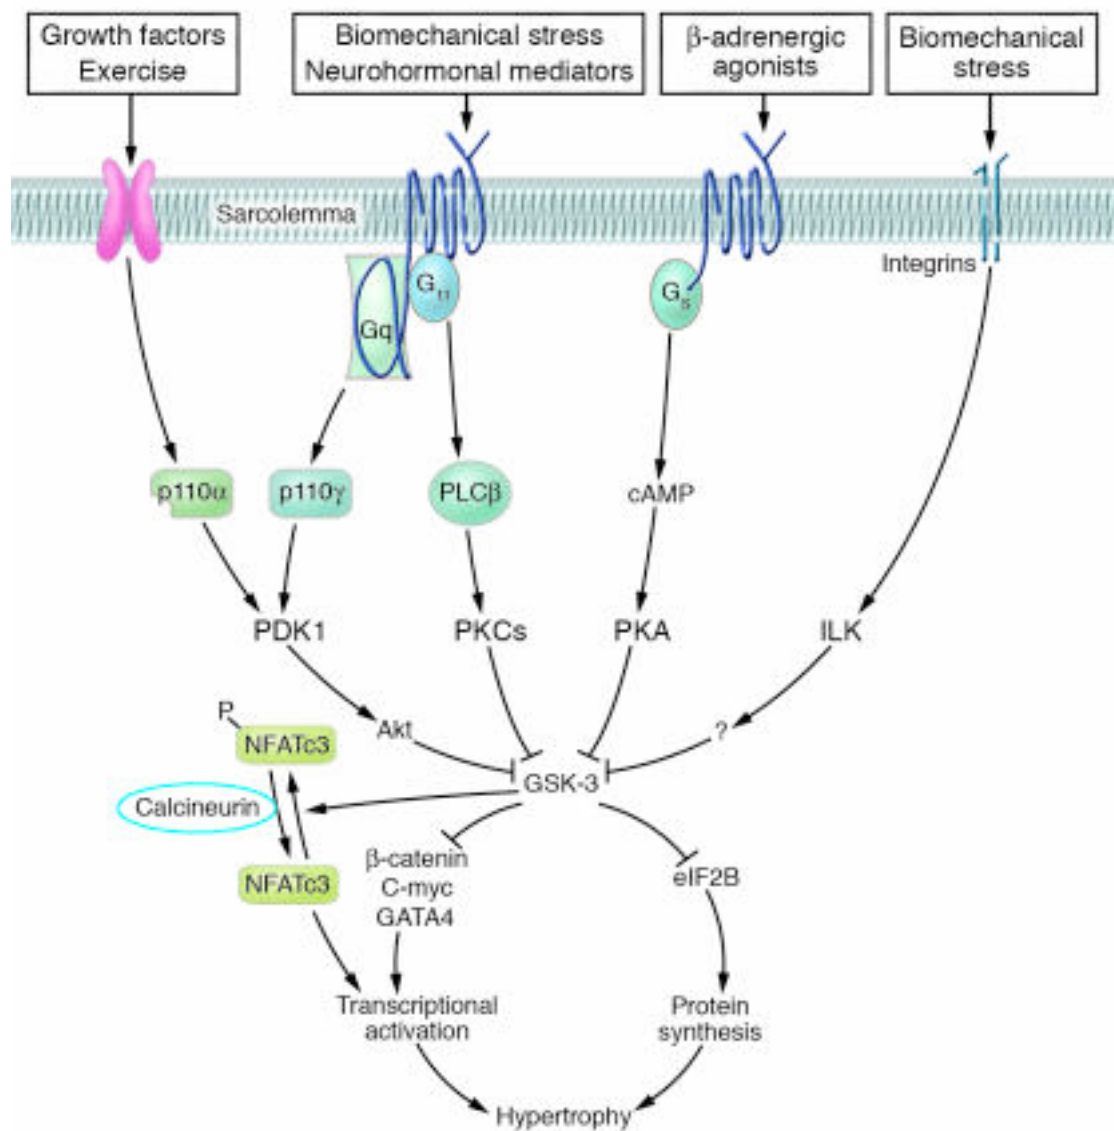 Growth factors
Exercise
Biomechanical stress
Neurohormonal mediators
β-adrenergic
agonists
Biomechanical
stress
Sarcolemma
Integrins
Gq
Gs
p110α
p110γ
PLCβ
cAMP
PDK1
PKCs
PKA
ILK
P
NFATc3
Akt
?
GSK-3
Calcineurin
NFATc3
β-catenin
C-myc
GATA4
eIF2B
Transcriptional
activation
Protein
synthesis
Hypertrophy